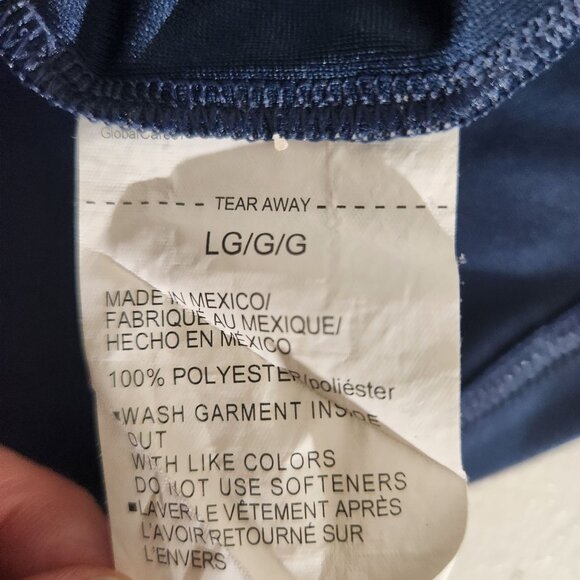 TEAR AWAY
LG/G/G
MADE IN MEXICO/
FABRIQUÉ AU MEXIQUE/
HECHO EN MÉXICO
100% POLYESTER/poliéster
▪WASH GARMENT INSIDE
OUT
WITH LIKE COLORS
DO NOT USE SOFTENERS
▪LAVER LE VÊTEMENT APRÈS
L'AVOIR RETOURNÉ SUR
L'ENVERS